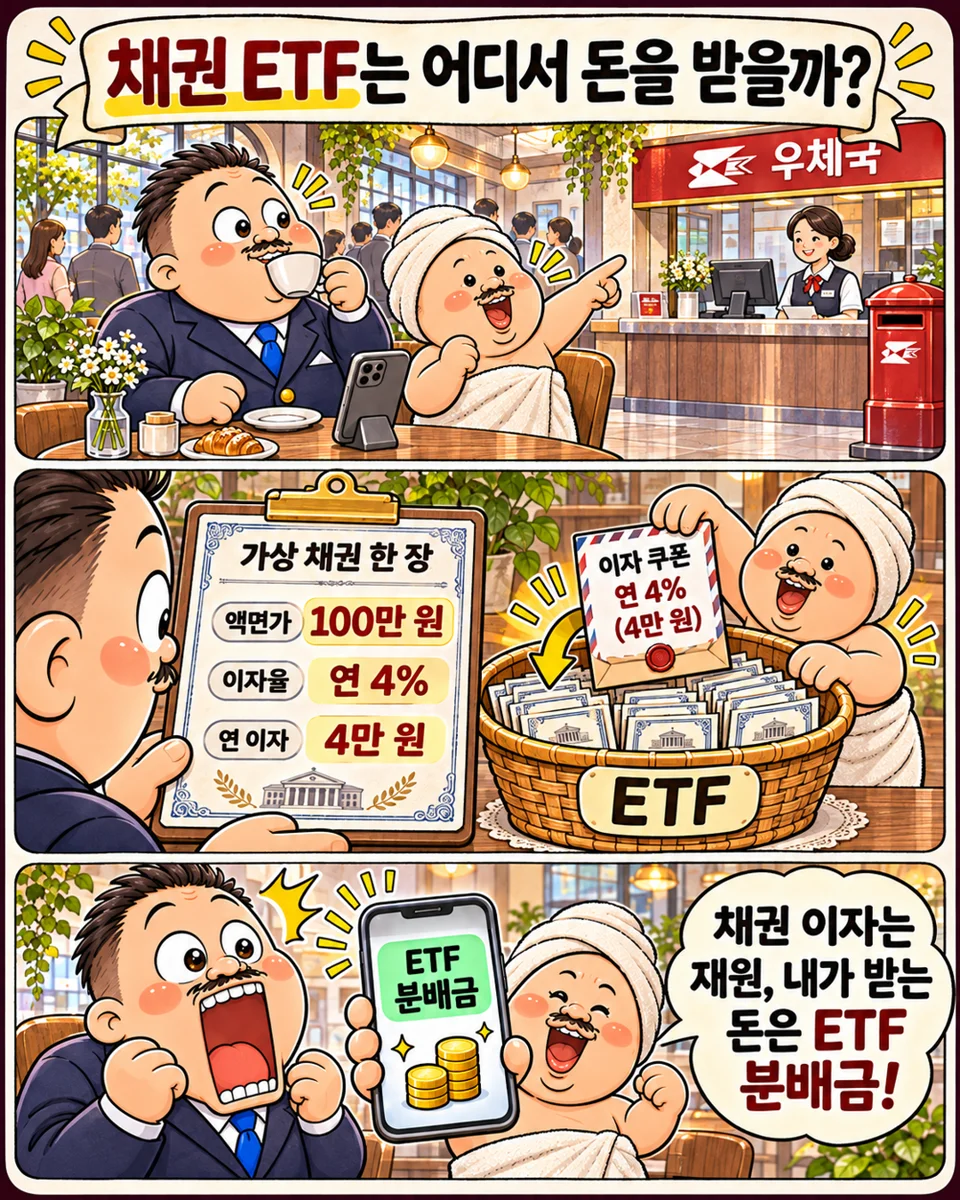 채권 ETF는 어디서 돈을 받을까?
우체국
가상 채권 한 장
액면가 100만 원
이자율 연 4%
연 이자 4만 원
이자 쿠폰
연 4%
(4만 원)
ETF
ETF
분배금
채권 이자는
재원, 내가 받는
돈은 ETF
분배금!